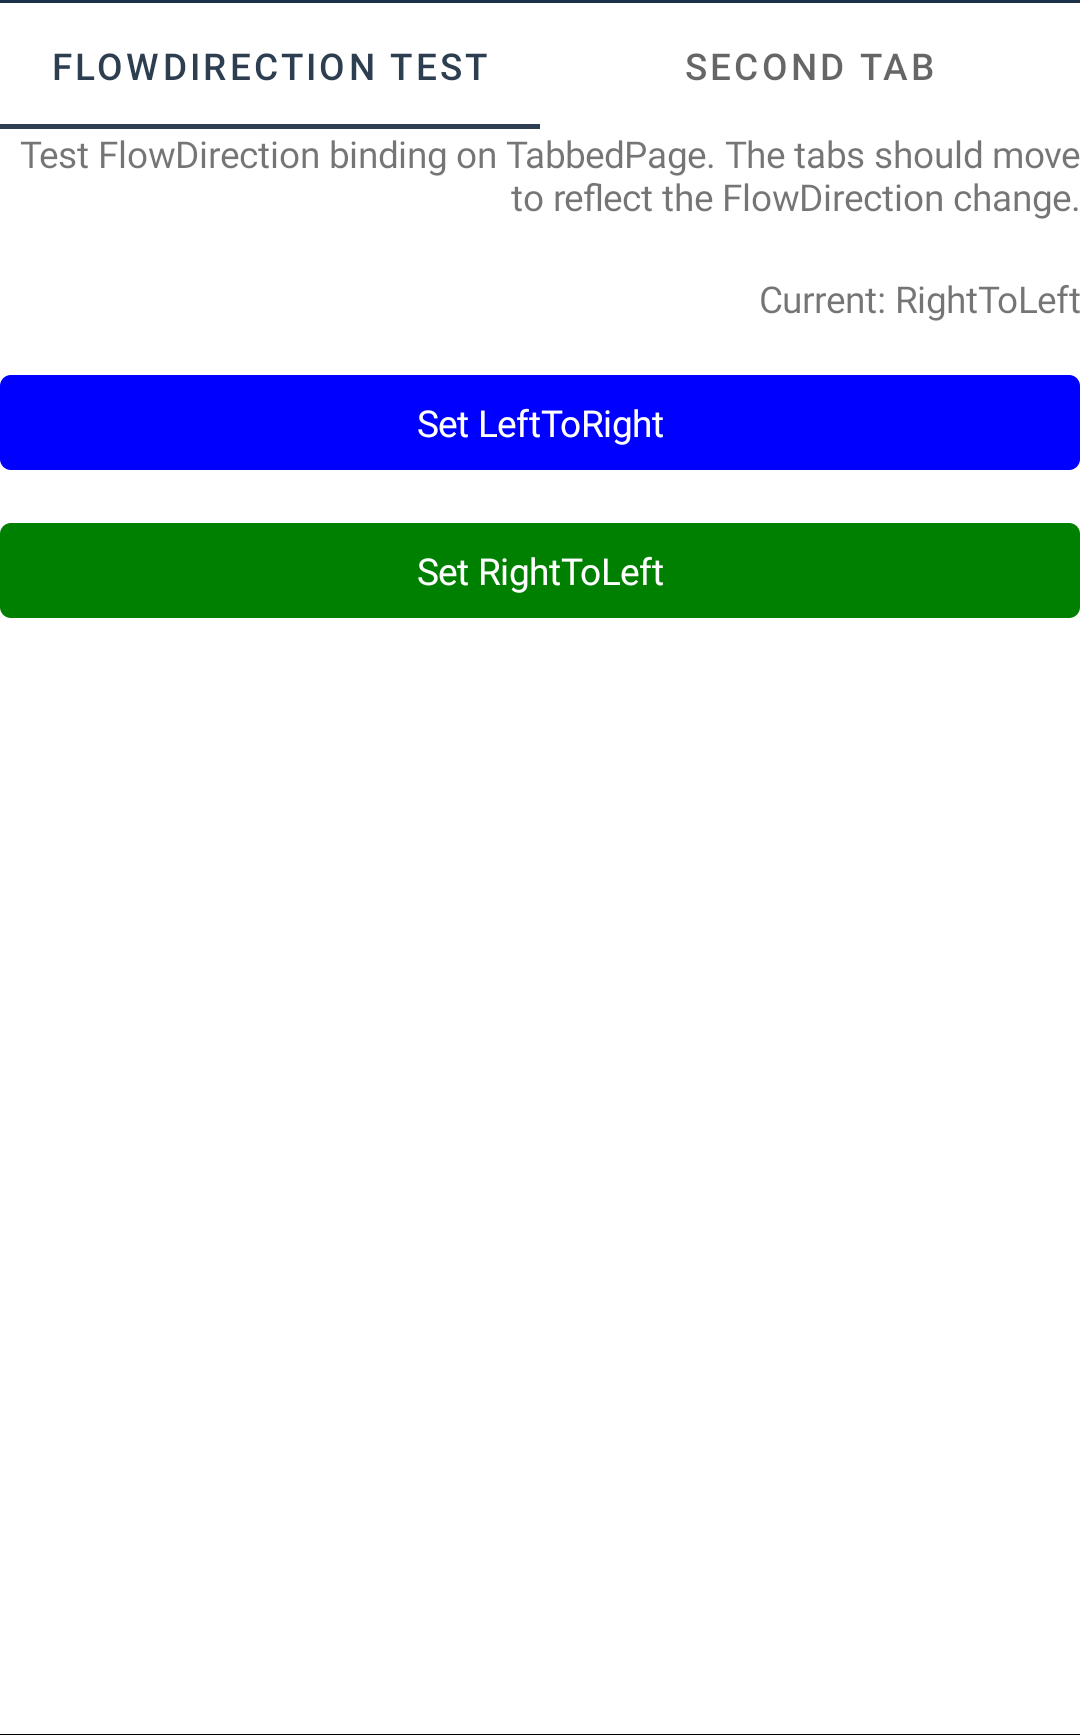 FLOWDIRECTION TEST
SECOND TAB
Test FlowDirection binding on TabbedPage. The tabs should move
to reflect the FlowDirection change.
Current: RightToLeft
Set LeftToRight
Set RightToLeft